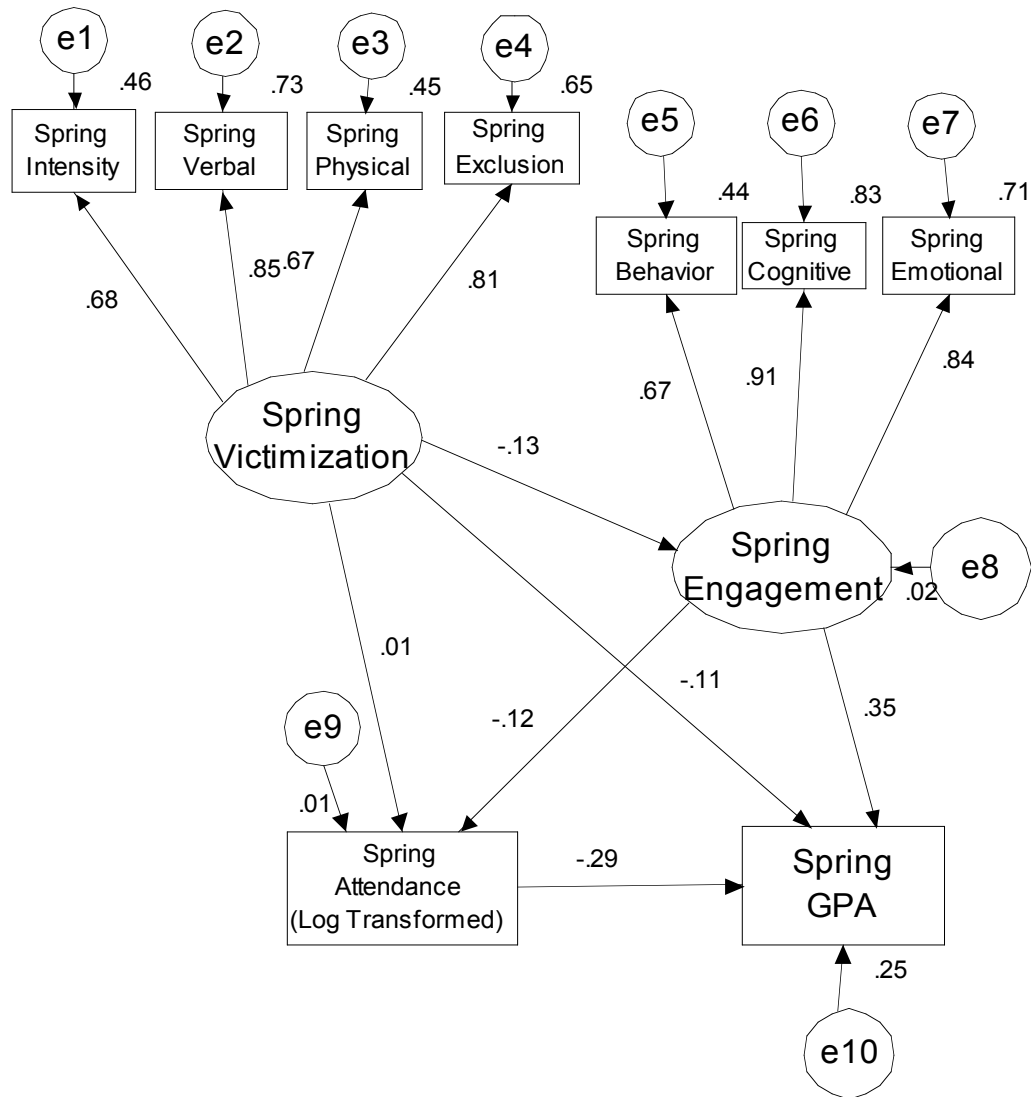 e1
e2
e3
e4
.46
.73
.45
.65
Spring
Intensity
Spring
Verbal
Spring
Physical
Spring
Exclusion
e5
e6
e7
.44
.83
.71
Spring
Behavior
Spring
Cognitive
Spring
Emotional
.68
.85
.67
.81
.67
.91
.84
Spring
Victimization
-.13
Spring
Engagement
.02
e8
.01
-.12
-.11
.35
e9
.01
Spring
Attendance
(Log Transformed)
-.29
Spring
GPA
.25
e10